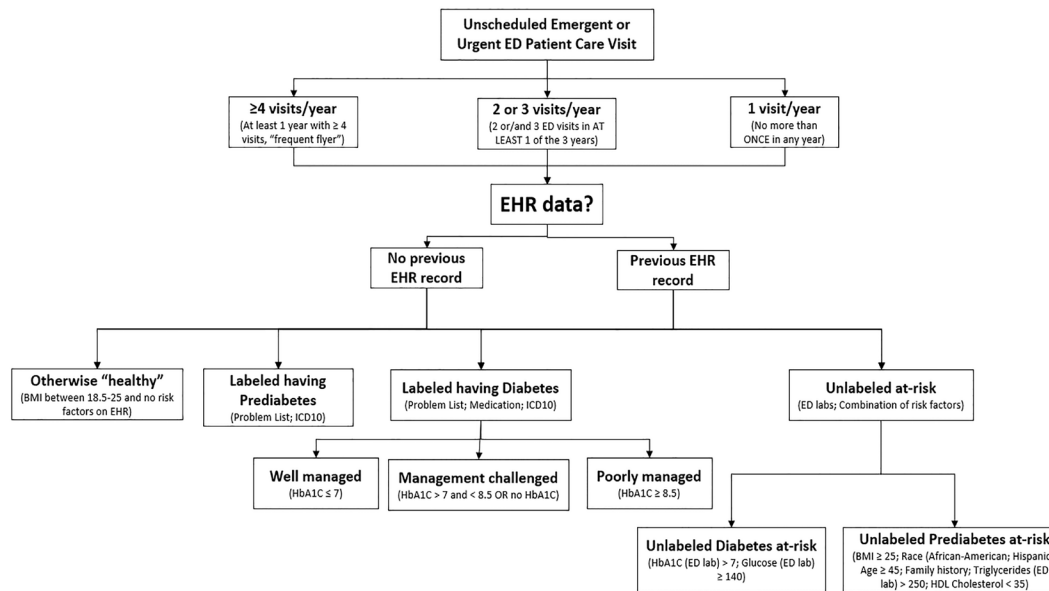 Unscheduled Emergent or
Urgent ED Patient Care Visit
≥4 visits/year
(At least 1 year with ≥ 4
visits, “frequent flyer”)
2 or 3 visits/year
(2 or/and 3 ED visits in AT
LEAST 1 of the 3 years)
1 visit/year
(No more than
ONCE in any year)
EHR data?
No previous
EHR record
Previous EHR
record
Otherwise “healthy”
(BMI between 18.5-25 and no risk
factors on EHR)
Labeled having
Prediabetes
(Problem List; ICD10)
Labeled having Diabetes
(Problem List; Medication; ICD10)
Unlabeled at-risk
(ED labs; Combination of risk factors)
Well managed
(HbA1C ≤ 7)
Management challenged
(HbA1C > 7 and < 8.5 OR no HbA1C)
Poorly managed
(HbA1C ≥ 8.5)
Unlabeled Diabetes at-risk
(HbA1C (ED lab) > 7; Glucose (ED lab)
≥ 140)
Unlabeled Prediabetes at-risk
(BMI ≥ 25; Race (African-American; Hispanic
Age ≥ 45; Family history; Triglycerides (ED
lab) > 250; HDL Cholesterol < 35)